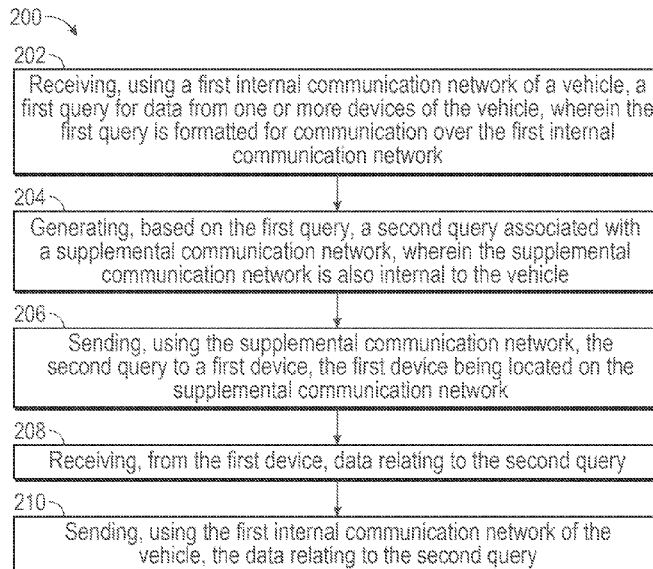 200
202
Receiving, using a first internal communication network of a vehicle, a
first query for data from one or more devices of the vehicle, wherein the
first query is formatted for communication over the first internal
communication network
204
Generating, based on the first query, a second query associated with
a supplemental communication network, wherein the supplemental
communication network is also internal to the vehicle
206
Sending, using the supplemental communication network, the
second query to a first device, the first device being located on the
supplemental communication network
208
Receiving, from the first device, data relating to the second query
210
Sending, using the first internal communication network of the
vehicle, the data relating to the second query